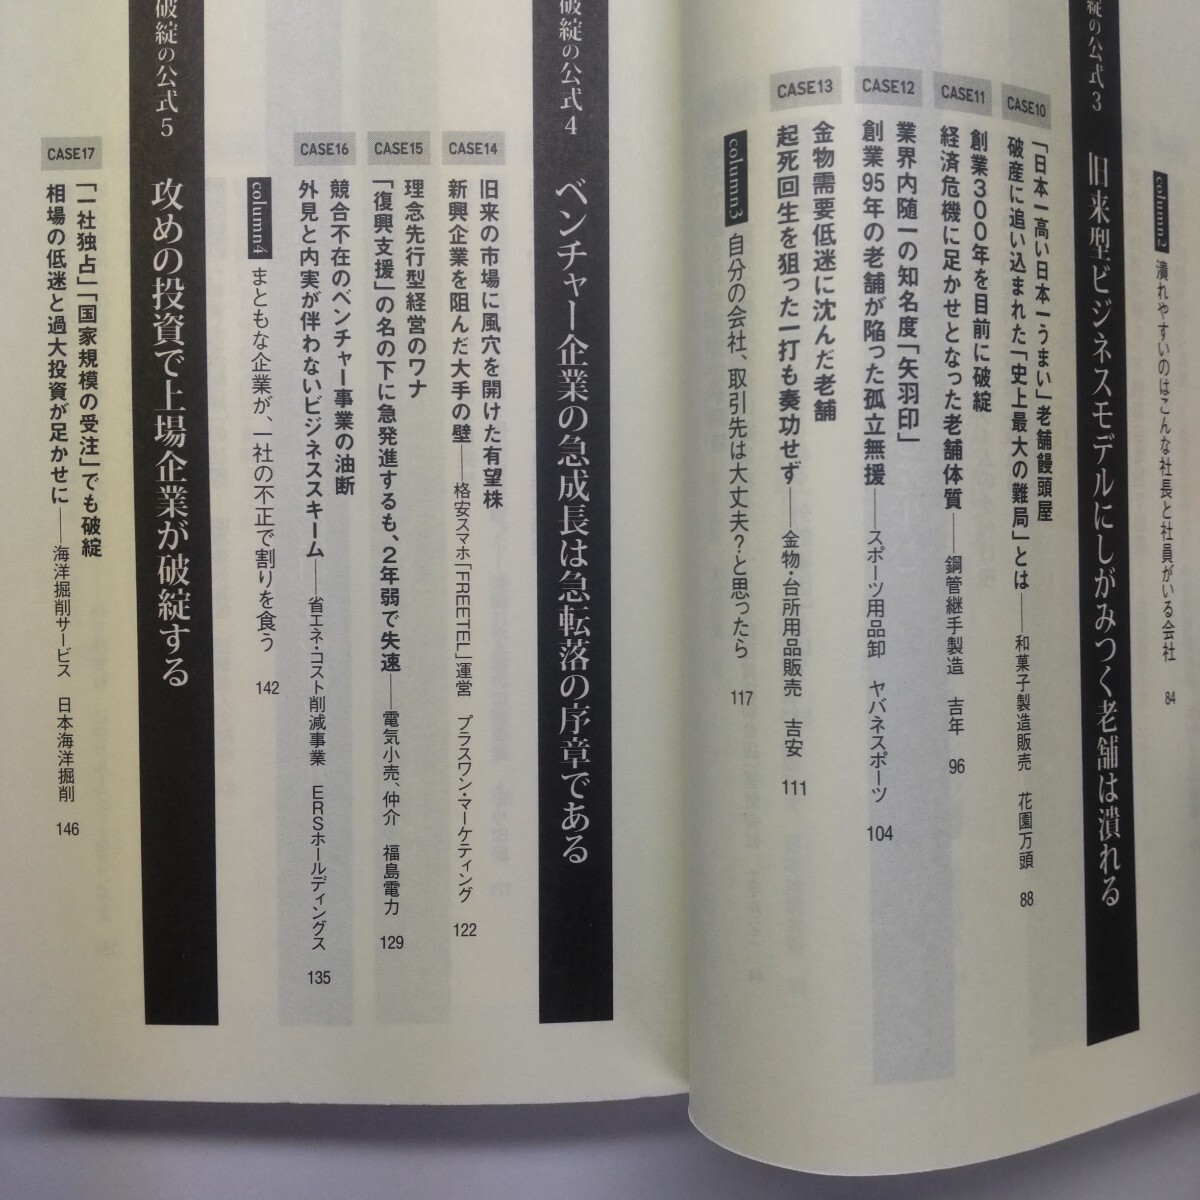 column2 潰れやすいのはこんな社長と社員がいる会社 84
綻の公式3 旧来型ビジネスモデルにしがみつく老舗は潰れる
CASE10
「日本一高い日本一うまい」老舗饅頭屋
破産に追い込まれた「史上最大の難局」とは――和菓子製造販売 花園万頭 88
CASE11
創業300年を目前に破綻
経済危機に足かせとなった老舗体質――鋼管継手製造 吉年 96
CASE12
業界内随一の知名度「矢羽印」
創業95年の老舗が陥った孤立無援――スポーツ用品卸 ヤバネスポーツ 104
CASE13
金物需要低迷に沈んだ老舗
起死回生を狙った一打も奏功せず――金物・台所用品販売 吉安 111
column3 自分の会社、取引先は大丈夫?と思ったら 117
破綻の公式4 ベンチャー企業の急成長は急転落の序章である
CASE14
旧来の市場に風穴を開けた有望株
新興企業を阻んだ大手の壁――格安スマホ「FREETEL」運営 プラスワン・マーケティング 122
CASE15
理念先行型経営のワナ
「復興支援」の名の下に急発進するも、2年弱で失速――電気小売、仲介 福島電力 129
CASE16
競合不在のベンチャー事業の油断
外見と内実が伴わないビジネススキーム――省エネ・コスト削減事業 ERSホールディングス 135
column4 まともな企業が、一社の不正で割りを食う 142
破綻の公式5 攻めの投資で上場企業が破綻する
CASE17
「一社独占」「国家規模の受注」でも破綻
相場の低迷と過大投資が足かせに――海洋掘削サービス 日本海洋掘削 146